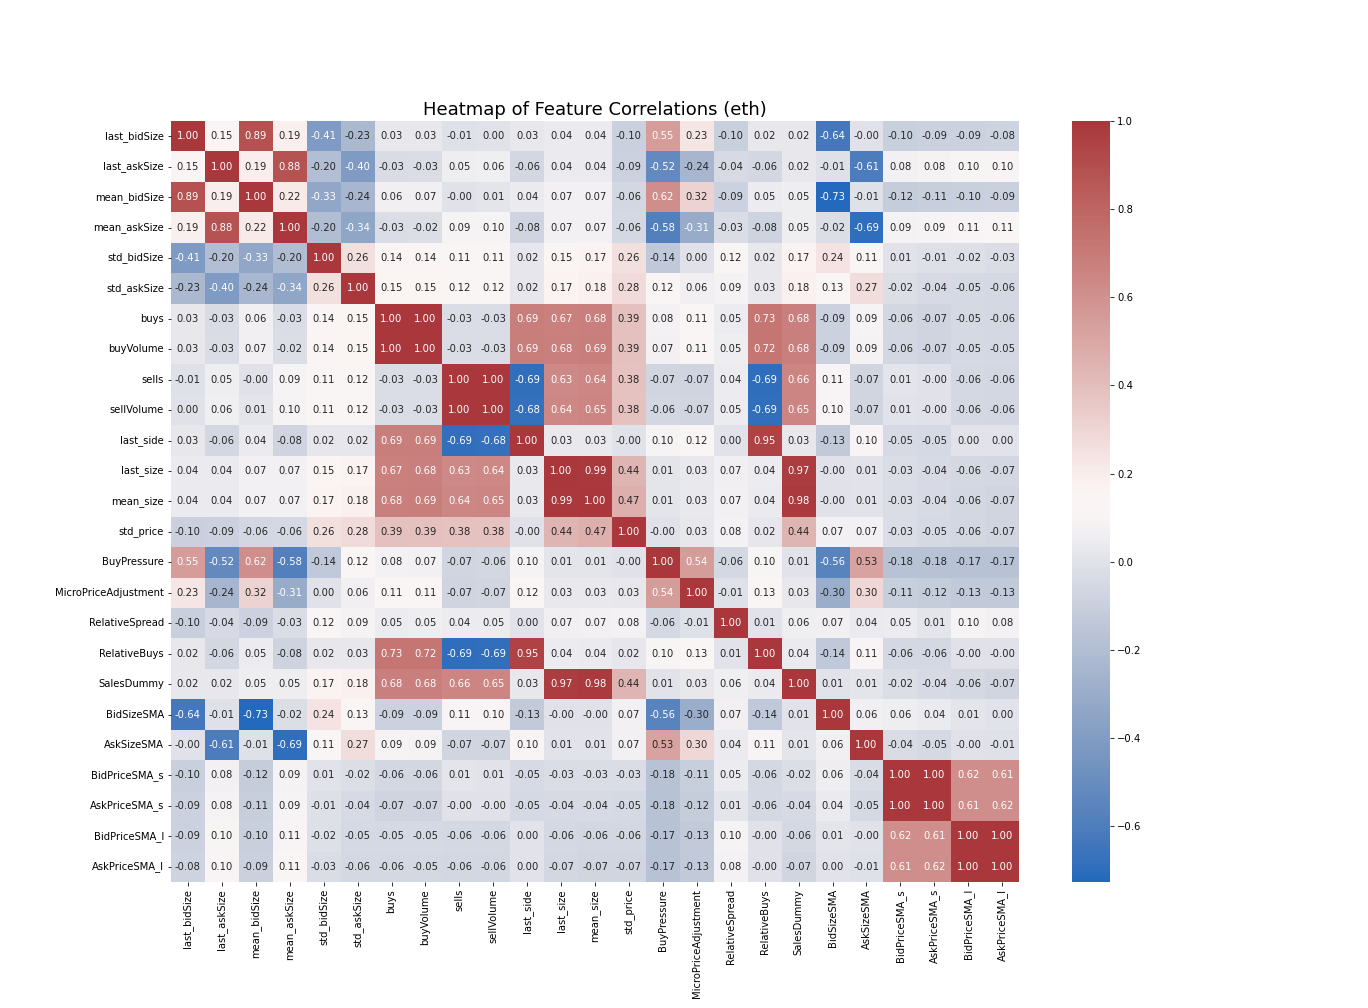 Heatmap of Feature Correlations (eth)
last_bidSize 1.00 0.15 0.89 0.19 -0.41 -0.23 0.03 0.03 -0.01 0.00 0.03 0.04 0.04 -0.10 0.55 0.23 -0.10 0.02 0.02 -0.64 -0.00 -0.10 -0.09 -0.09 -0.08
last_askSize 0.15 1.00 0.19 0.88 -0.20 -0.40 -0.03 -0.03 0.05 0.06 -0.06 0.04 0.04 -0.09 -0.52 -0.24 -0.04 -0.06 0.02 -0.01 -0.61 0.08 0.08 0.10 0.10
mean_bidSize 0.89 0.19 1.00 0.22 -0.33 -0.24 0.06 0.07 -0.00 0.01 0.04 0.07 0.07 -0.06 0.62 0.32 -0.09 0.05 0.05 -0.73 -0.01 -0.12 -0.11 -0.10 -0.09
mean_askSize 0.19 0.88 0.22 1.00 -0.20 -0.34 -0.03 -0.02 0.09 0.10 -0.08 0.07 0.07 -0.06 -0.58 -0.31 -0.03 -0.08 0.05 -0.02 -0.69 0.09 0.09 0.11 0.11
std_bidSize -0.41 -0.20 -0.33 -0.20 1.00 0.26 0.14 0.14 0.11 0.11 0.02 0.15 0.17 0.26 -0.14 0.00 0.12 0.02 0.17 0.24 0.11 0.01 -0.01 -0.02 -0.03
std_askSize -0.23 -0.40 -0.24 -0.34 0.26 1.00 0.15 0.15 0.12 0.12 0.02 0.17 0.18 0.28 0.12 0.06 0.09 0.03 0.18 0.13 0.27 -0.02 -0.04 -0.05 -0.06
buys 0.03 -0.03 0.06 -0.03 0.14 0.15 1.00 1.00 -0.03 -0.03 0.69 0.67 0.68 0.39 0.08 0.11 0.05 0.73 0.68 -0.09 0.09 -0.06 -0.07 -0.05 -0.06
buyVolume 0.03 -0.03 0.07 -0.02 0.14 0.15 1.00 1.00 -0.03 -0.03 0.69 0.68 0.69 0.39 0.07 0.11 0.05 0.72 0.68 -0.09 0.09 -0.06 -0.07 -0.05 -0.05
sells -0.01 0.05 -0.00 0.09 0.11 0.12 -0.03 -0.03 1.00 1.00 -0.69 0.63 0.64 0.38 -0.07 -0.07 0.04 -0.69 0.66 0.11 -0.07 0.01 -0.00 -0.06 -0.06
sellVolume 0.00 0.06 0.01 0.10 0.11 0.12 -0.03 -0.03 1.00 1.00 -0.68 0.64 0.65 0.38 -0.06 -0.07 0.05 -0.69 0.65 0.10 -0.07 0.01 -0.00 -0.06 -0.06
last_side 0.03 -0.06 0.04 -0.08 0.02 0.02 0.69 0.69 -0.69 -0.68 1.00 0.03 0.03 -0.00 0.10 0.12 0.00 0.95 0.03 -0.13 0.10 -0.05 -0.05 0.00 0.00
last_size 0.04 0.04 0.07 0.07 0.15 0.17 0.67 0.68 0.63 0.64 0.03 1.00 0.99 0.44 0.01 0.03 0.07 0.04 0.97 -0.00 0.01 -0.03 -0.04 -0.06 -0.07
mean_size 0.04 0.04 0.07 0.07 0.17 0.18 0.68 0.69 0.64 0.65 0.03 0.99 1.00 0.47 0.01 0.03 0.07 0.04 0.98 -0.00 0.01 -0.03 -0.04 -0.06 -0.07
std_price -0.10 -0.09 -0.06 -0.06 0.26 0.28 0.39 0.39 0.38 0.38 -0.00 0.44 0.47 1.00 -0.00 0.03 0.08 0.02 0.44 0.07 0.07 -0.03 -0.05 -0.06 -0.07
BuyPressure 0.55 -0.52 0.62 -0.58 -0.14 0.12 0.08 0.07 -0.07 -0.06 0.10 0.01 0.01 -0.00 1.00 0.54 -0.06 0.10 0.01 -0.56 0.53 -0.18 -0.18 -0.17 -0.17
MicroPriceAdjustment 0.23 -0.24 0.32 -0.31 0.00 0.06 0.11 0.11 -0.07 -0.07 0.12 0.03 0.03 0.03 0.54 1.00 -0.01 0.13 0.03 -0.30 0.30 -0.11 -0.12 -0.13 -0.13
RelativeSpread -0.10 -0.04 -0.09 -0.03 0.12 0.09 0.05 0.05 0.04 0.05 0.00 0.07 0.07 0.08 -0.06 -0.01 1.00 0.01 0.06 0.07 0.04 0.05 0.01 0.10 0.08
RelativeBuys 0.02 -0.06 0.05 -0.08 0.02 0.03 0.73 0.72 -0.69 -0.69 0.95 0.04 0.04 0.02 0.10 0.13 0.01 1.00 0.04 -0.14 0.11 -0.06 -0.06 -0.00 -0.00
SalesDummy 0.02 0.02 0.05 0.05 0.17 0.18 0.68 0.68 0.66 0.65 0.03 0.97 0.98 0.44 0.01 0.03 0.06 0.04 1.00 0.01 0.01 -0.02 -0.04 -0.06 -0.07
BidSizeSMA -0.64 -0.01 -0.73 -0.02 0.24 0.13 -0.09 -0.09 0.11 0.10 -0.13 -0.00 -0.00 0.07 -0.56 -0.30 0.07 -0.14 0.01 1.00 0.06 0.06 0.04 0.01 0.00
AskSizeSMA -0.00 -0.61 -0.01 -0.69 0.11 0.27 0.09 0.09 -0.07 -0.07 0.10 0.01 0.01 0.07 0.53 0.30 0.04 0.11 0.01 0.06 1.00 -0.04 -0.05 -0.00 -0.01
BidPriceSMA_s -0.10 0.08 -0.12 0.09 0.01 -0.02 -0.06 -0.06 0.01 0.01 -0.05 -0.03 -0.03 -0.03 -0.18 -0.11 0.05 -0.06 -0.02 0.06 -0.04 1.00 1.00 0.62 0.61
AskPriceSMA_s -0.09 0.08 -0.11 0.09 -0.01 -0.04 -0.07 -0.07 -0.00 -0.00 -0.05 -0.04 -0.04 -0.05 -0.18 -0.12 0.01 -0.06 -0.04 0.04 -0.05 1.00 1.00 0.61 0.62
BidPriceSMA_l -0.09 0.10 -0.10 0.11 -0.02 -0.05 -0.05 -0.05 -0.06 -0.06 0.00 -0.06 -0.06 -0.06 -0.17 -0.13 0.10 -0.00 -0.06 0.01 -0.00 0.62 0.61 1.00 1.00
AskPriceSMA_l -0.08 0.10 -0.09 0.11 -0.03 -0.06 -0.06 -0.05 -0.06 -0.06 0.00 -0.07 -0.07 -0.07 -0.17 -0.13 0.08 -0.00 -0.07 0.00 -0.01 0.61 0.62 1.00 1.00
last_bidSize
last_askSize
mean_bidSize
mean_askSize
std_bidSize
std_askSize
buys
buyVolume
sells
sellVolume
last_side
last_size
mean_size
std_price
BuyPressure
MicroPriceAdjustment
RelativeSpread
RelativeBuys
SalesDummy
BidSizeSMA
AskSizeSMA
BidPriceSMA_s
AskPriceSMA_s
BidPriceSMA_l
AskPriceSMA_l
1.0
0.8
0.6
0.4
0.2
0.0
−0.2
−0.4
−0.6